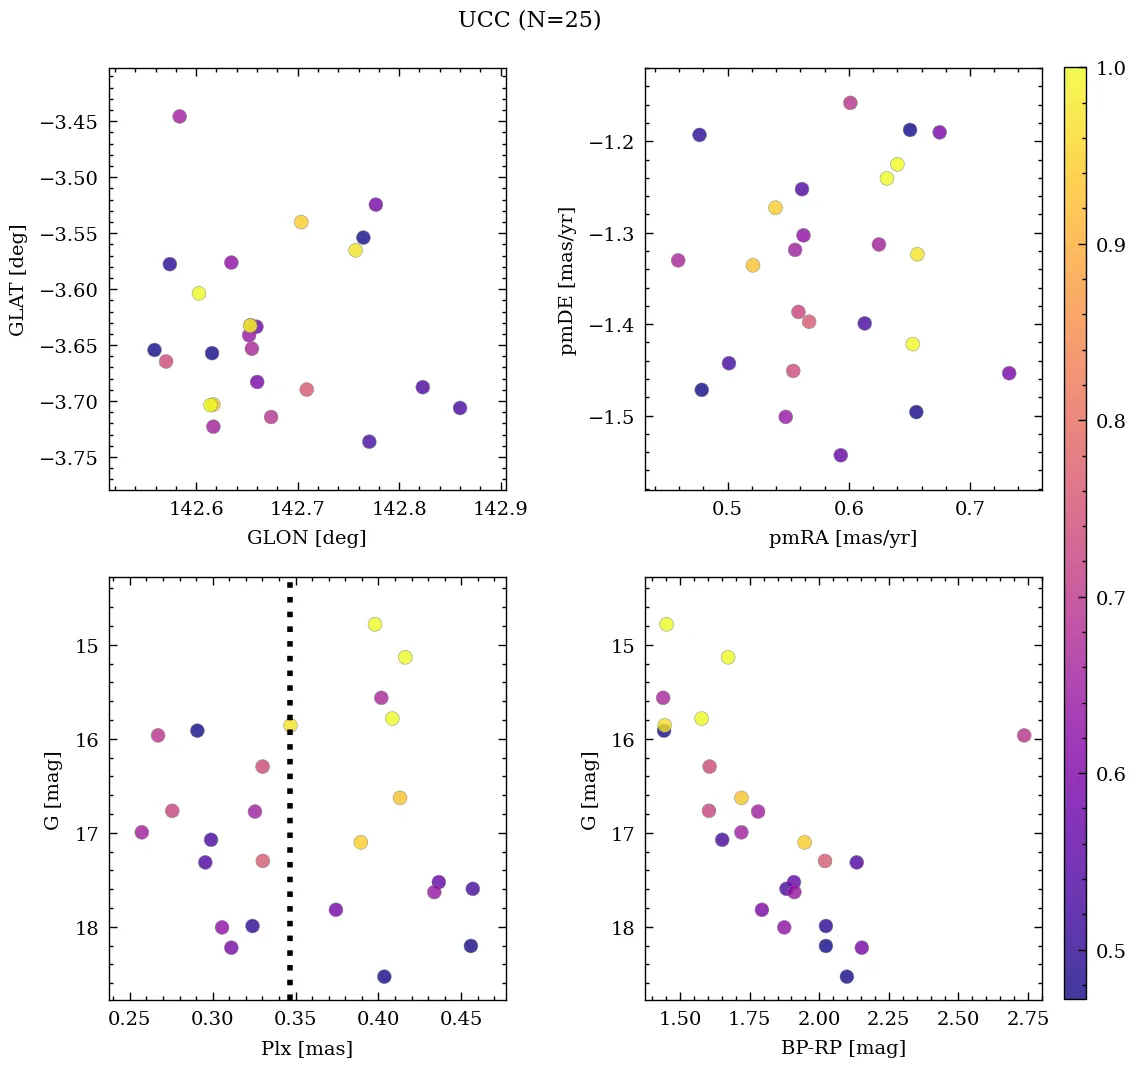 UCC (N=25)
−3.45
−3.50
−3.55
−3.60
−3.65
−3.70
−3.75
GLAT [deg]
142.6 142.7 142.8 142.9
GLON [deg]
−1.2
−1.3
−1.4
−1.5
pmDE [mas/yr]
0.5 0.6 0.7
pmRA [mas/yr]
15
16
17
18
G [mag]
0.25 0.30 0.35 0.40 0.45
Plx [mas]
15
16
17
18
G [mag]
1.50 1.75 2.00 2.25 2.50 2.75
BP-RP [mag]
1.0
0.9
0.8
0.7
0.6
0.5